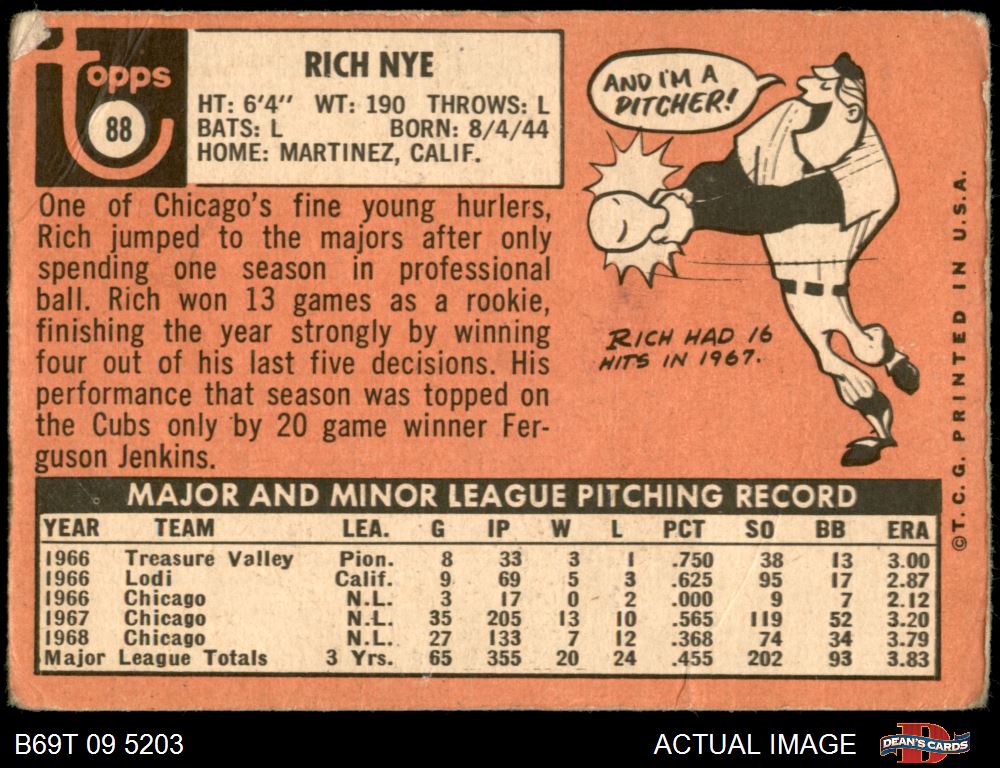 topps
88
RICH NYE
HT: 6'4" WT: 190 THROWS: L
BATS: L BORN: 8/4/44
HOME: MARTINEZ, CALIF.
One of Chicago's fine young hurlers,
Rich jumped to the majors after only
spending one season in professional
ball. Rich won 13 games as a rookie,
finishing the year strongly by winning
four out of his last five decisions. His
performance that season was topped on
the Cubs only by 20 game winner Fer-
guson Jenkins.
AND I'M A
PITCHER!
RICH HAD 16
HITS IN 1967.
©T. C. G. PRINTED IN U.S.A.
MAJOR AND MINOR LEAGUE PITCHING RECORD
YEAR TEAM LEA. G IP W L PCT SO BB ERA
1966 Treasure Valley Pion. 8 33 3 1 .750 38 13 3.00
1966 Lodi Calif. 9 69 5 3 .625 95 17 2.87
1966 Chicago N.L. 3 17 0 2 .000 9 7 2.12
1967 Chicago N.L. 35 205 13 10 .565 119 52 3.20
1968 Chicago N.L. 27 133 7 12 .368 74 34 3.79
Major League Totals 3 Yrs. 65 355 20 24 .455 202 93 3.83
B69T 09 5203
ACTUAL IMAGE
DEAN'S CARDS